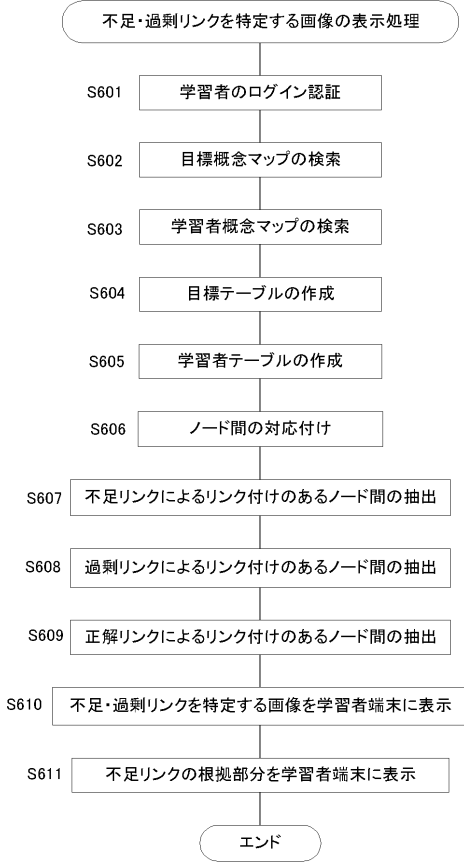 不足・過剰リンクを特定する画像の表示処理
S601 学習者のログイン認証
S602 目標概念マップの検索
S603 学習者概念マップの検索
S604 目標テーブルの作成
S605 学習者テーブルの作成
S606 ノード間の対応付け
S607 不足リンクによるリンク付けのあるノード間の抽出
S608 過剰リンクによるリンク付けのあるノード間の抽出
S609 正解リンクによるリンク付けのあるノード間の抽出
S610 不足・過剰リンクを特定する画像を学習者端末に表示
S611 不足リンクの根拠部分を学習者端末に表示
エンド